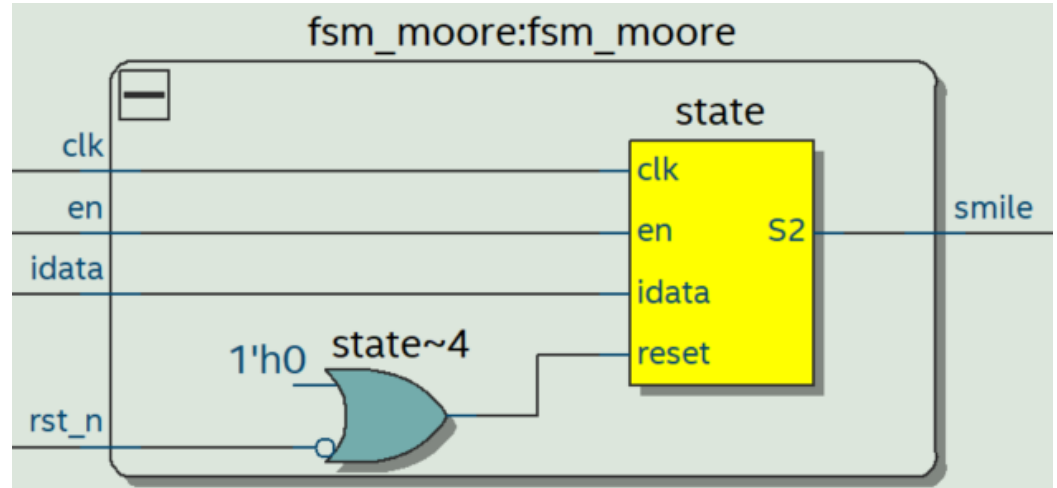 fsm_moore:fsm_moore
state
clk
clk
en
en
S2
smile
idata
idata
1'h0
state~4
reset
rst_n